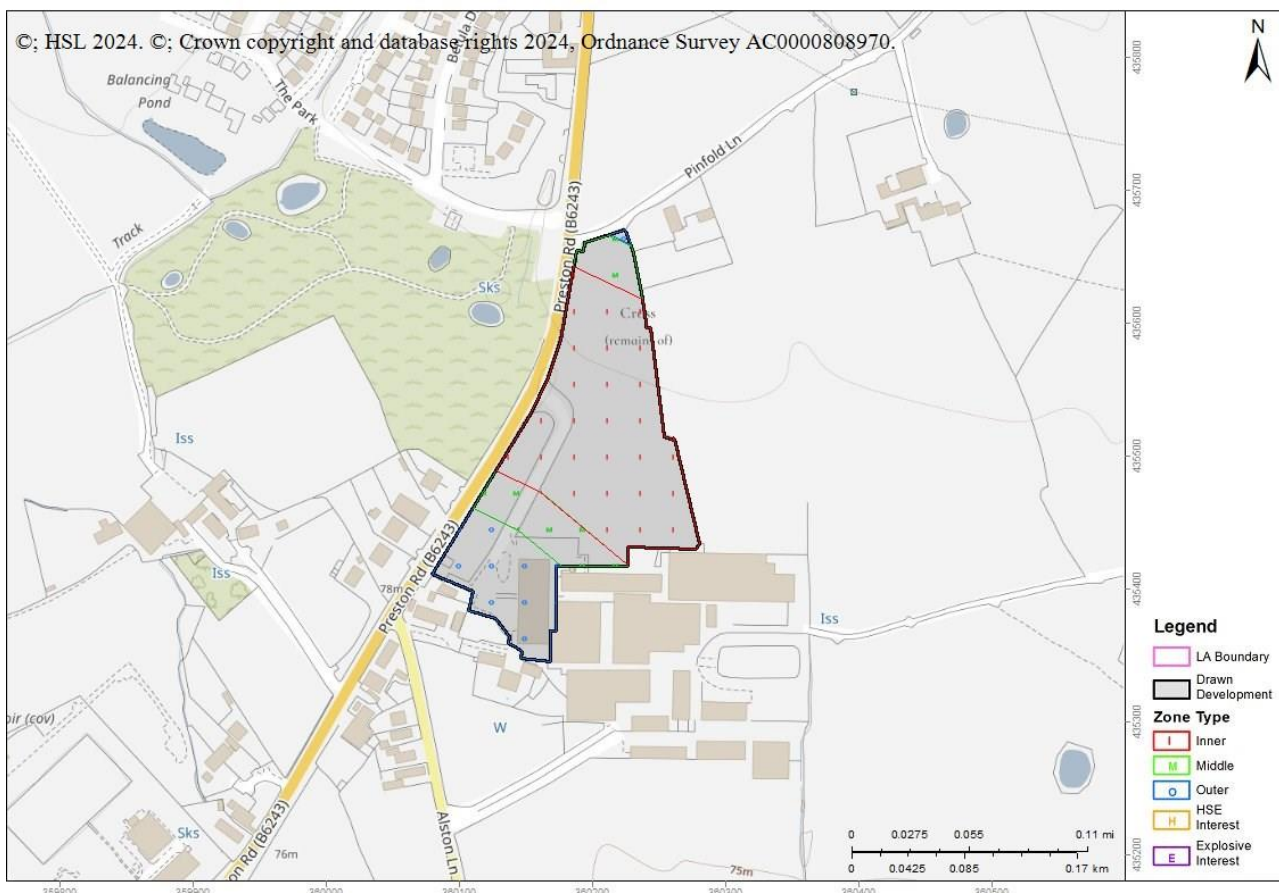 ©; HSL 2024. ©; Crown copyright and database rights 2024, Ordnance Survey AC0000808970.
N
Balancing
Pond
The Park
Pinfold Ln
Track
Sks
Preston Rd (B6243)
Cross
(remains of)
Iss
Iss
Preston Rd (B6243)
78m
Iss
W
Alston Ln
Sks
76m
75m
435800
435700
435600
435500
435400
435300
435200
Legend
LA Boundary
Drawn
Development
Zone Type
I Inner
M Middle
O Outer
H HSE
Interest
E Explosive
Interest
0 0.0275 0.055 0.11 mi
0 0.0425 0.085 0.17 km